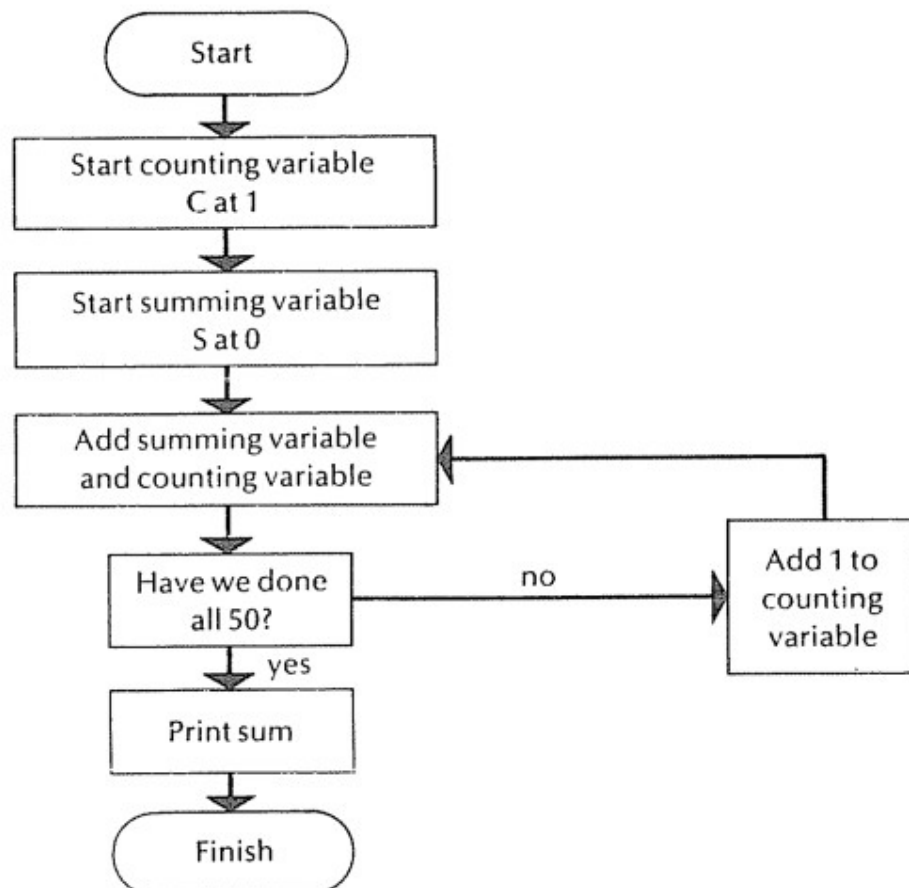 Start
Start counting variable
C at 1
Start summing variable
S at 0
Add summing variable
and counting variable
Have we done
all 50?
no
Add 1 to
counting
variable
yes
Print sum
Finish